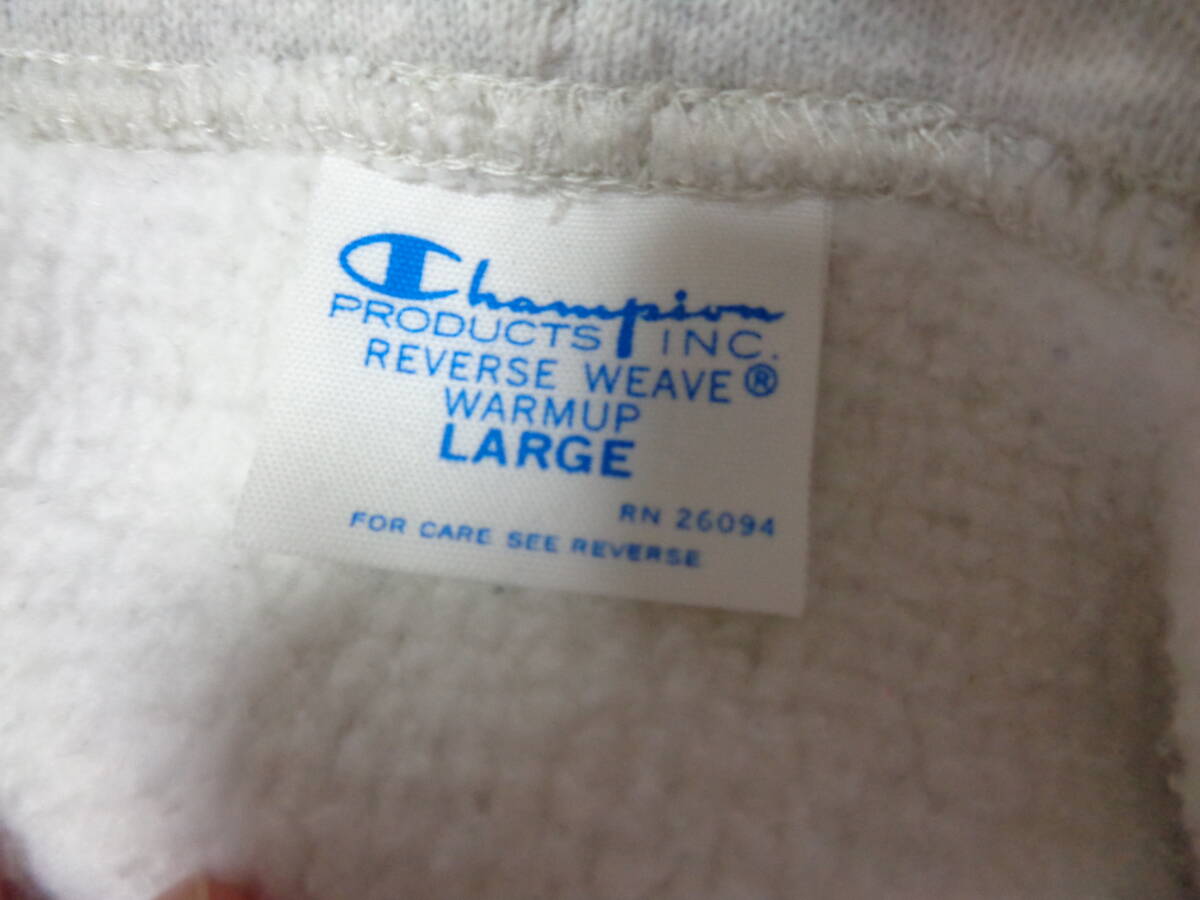 Champion
PRODUCTS INC.
REVERSE WEAVE®
WARMUP
LARGE
RN 26094
FOR CARE SEE REVERSE